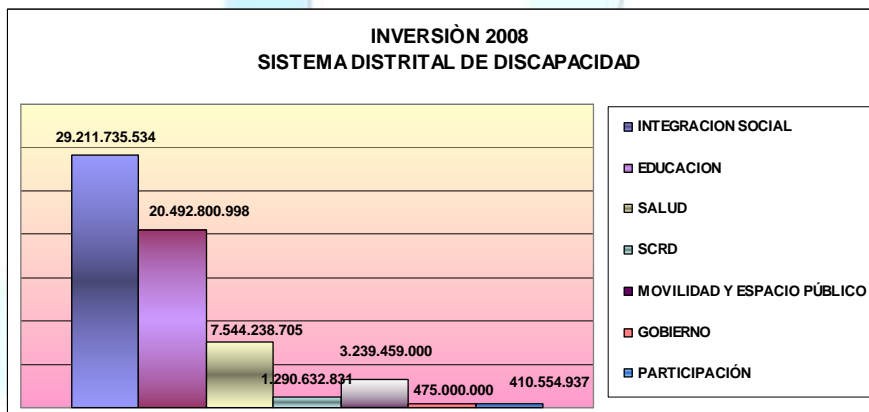 INVERSIÒN 2008
SISTEMA DISTRITAL DE DISCAPACIDAD
29.211.735.534
20.492.800.998
7.544.238.705
1.290.632.831
3.239.459.000
475.000.000
410.554.937
INTEGRACION SOCIAL
EDUCACION
SALUD
SCRD
MOVILIDAD Y ESPACIO PÚBLICO
GOBIERNO
PARTICIPACIÓN